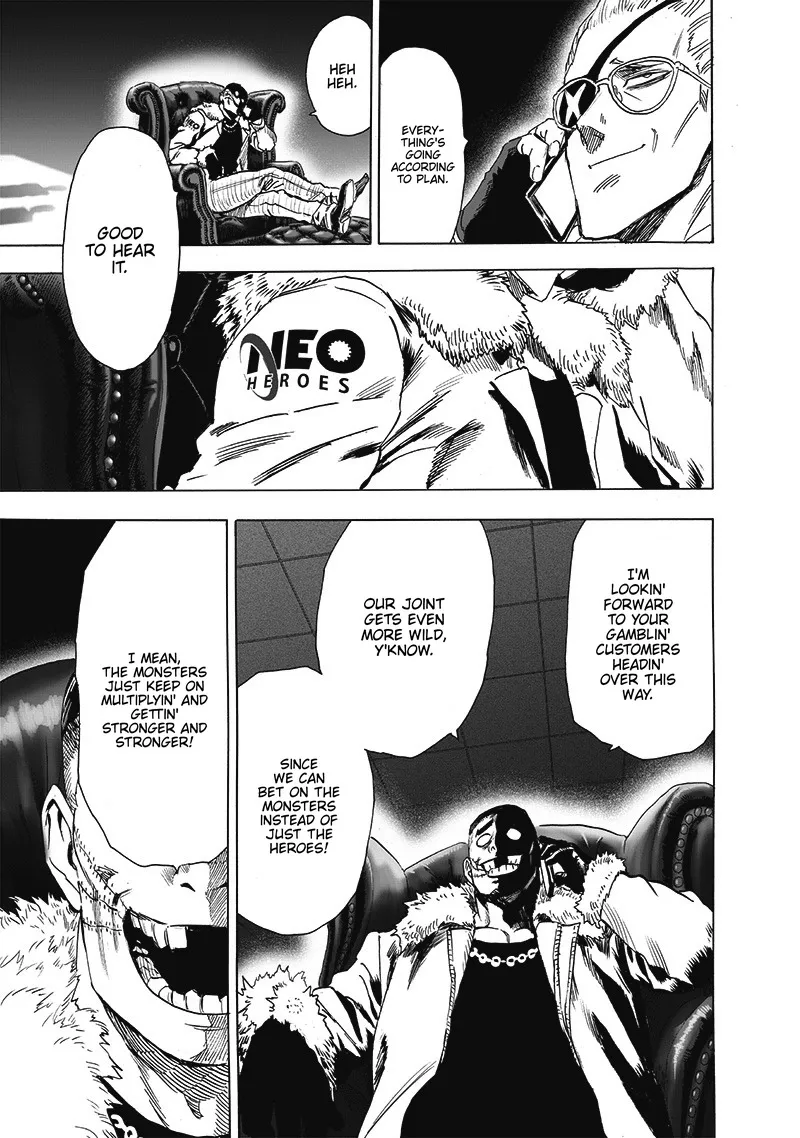 EVERY-
THING'S
GOING
ACCORDING
TO PLAN.
HEH
HEH.
GOOD
TO HEAR
IT.
NEO
HEROES
I'M
LOOKIN'
FORWARD
TO YOUR
GAMBLIN'
CUSTOMERS
HEADIN'
OVER THIS
WAY.
OUR JOINT
GETS EVEN
MORE WILD,
Y'KNOW.
SINCE
WE CAN
BET ON THE
MONSTERS
INSTEAD OF
JUST THE
HEROES!
I MEAN,
THE MONSTERS
JUST KEEP ON
MULTIPLYIN' AND
GETTIN'
STRONGER AND
STRONGER!